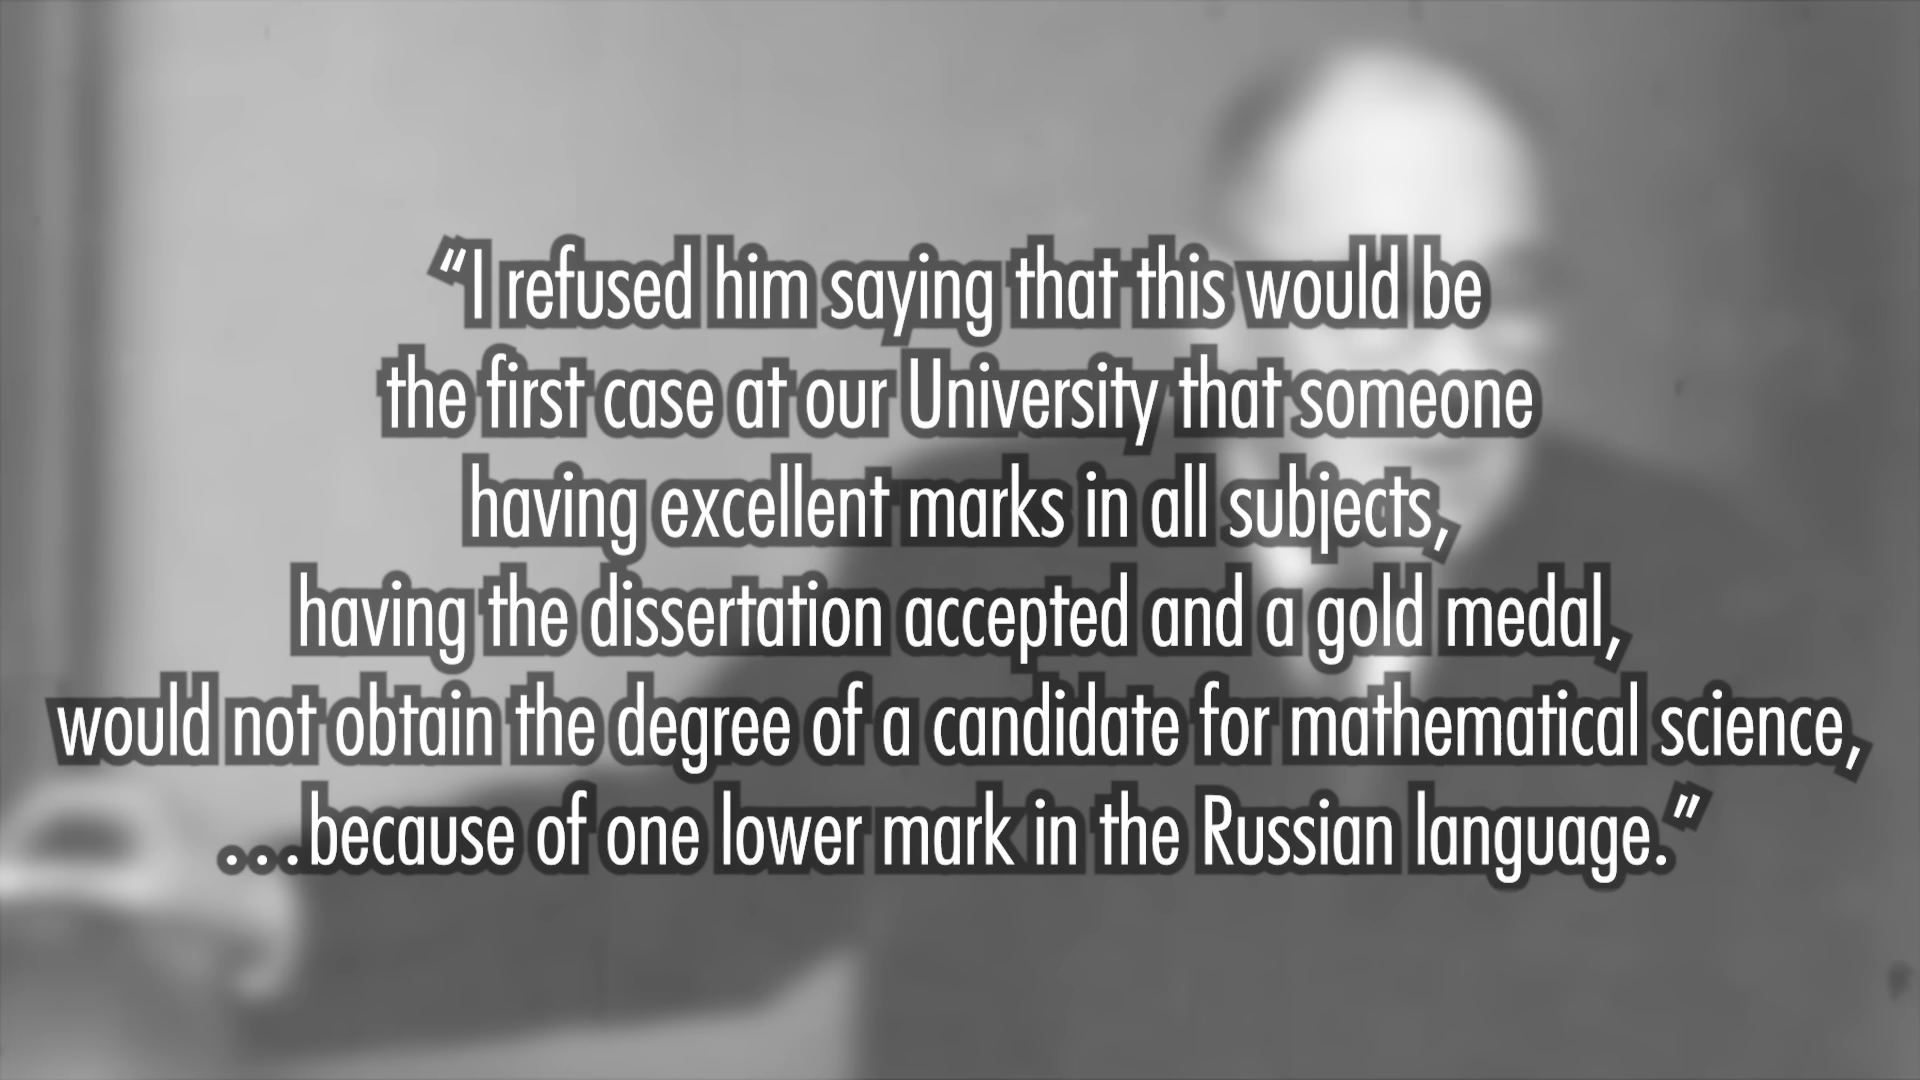 “I refused him saying that this would be
the first case at our University that someone
having excellent marks in all subjects,
having the dissertation accepted and a gold medal,
would not obtain the degree of a candidate for mathematical science,
...because of one lower mark in the Russian language.”